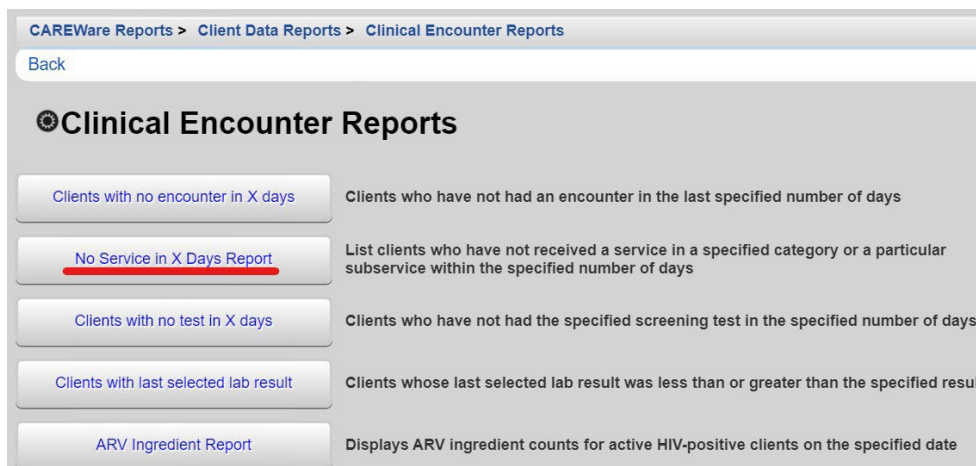 CAREWare Reports > Client Data Reports > Clinical Encounter Reports
Back
Clinical Encounter Reports
Clients with no encounter in X days
Clients who have not had an encounter in the last specified number of days
No Service in X Days Report
List clients who have not received a service in a specified category or a particular
subservice within the specified number of days
Clients with no test in X days
Clients who have not had the specified screening test in the specified number of days
Clients with last selected lab result
Clients whose last selected lab result was less than or greater than the specified
ARV Ingredient Report
Displays ARV ingredient counts for active HIV-positive clients on the specified date